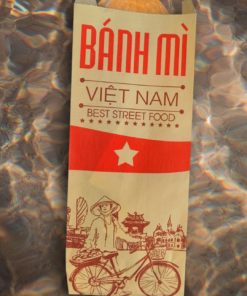 BÁNH MÌ
VIỆT NAM
BEST STREET FOOD